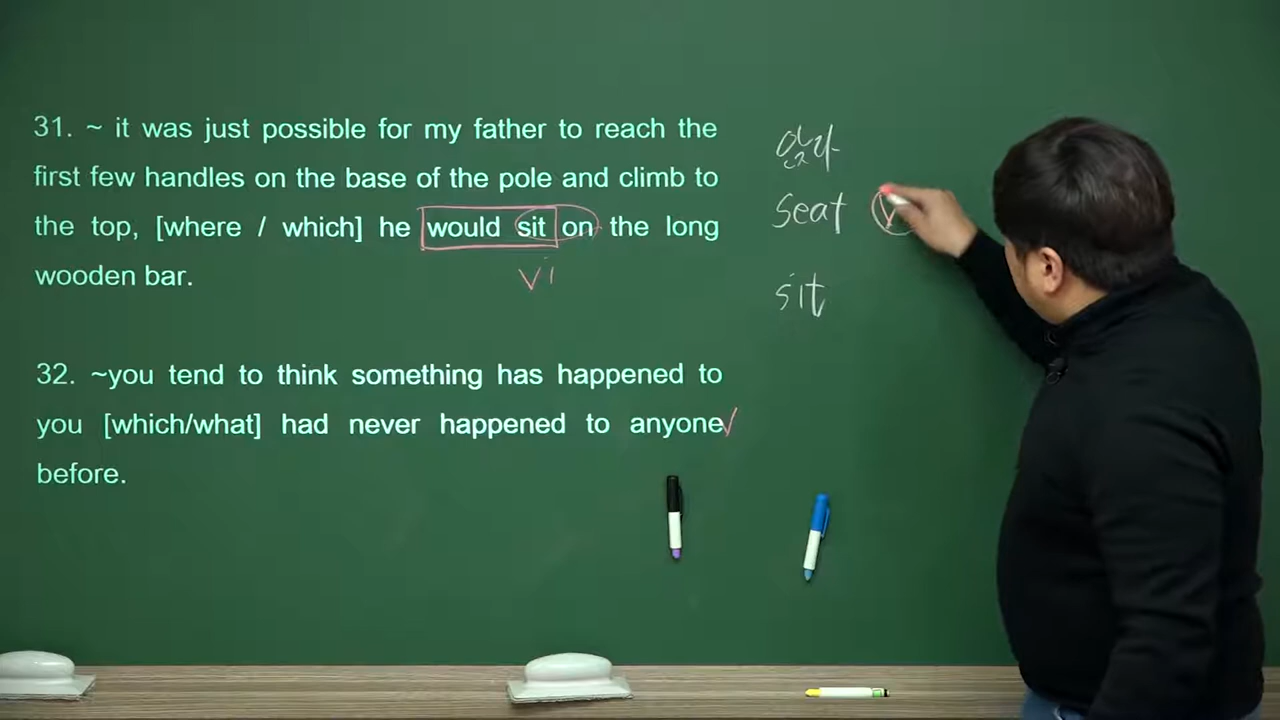 31. ~ it was just possible for my father to reach the
first few handles on the base of the pole and climb to
the top, [where / which] he would sit on the long
wooden bar.
vi
seat V
sit
32. ~you tend to think something has happened to
you [which/what] had never happened to anyone
before.